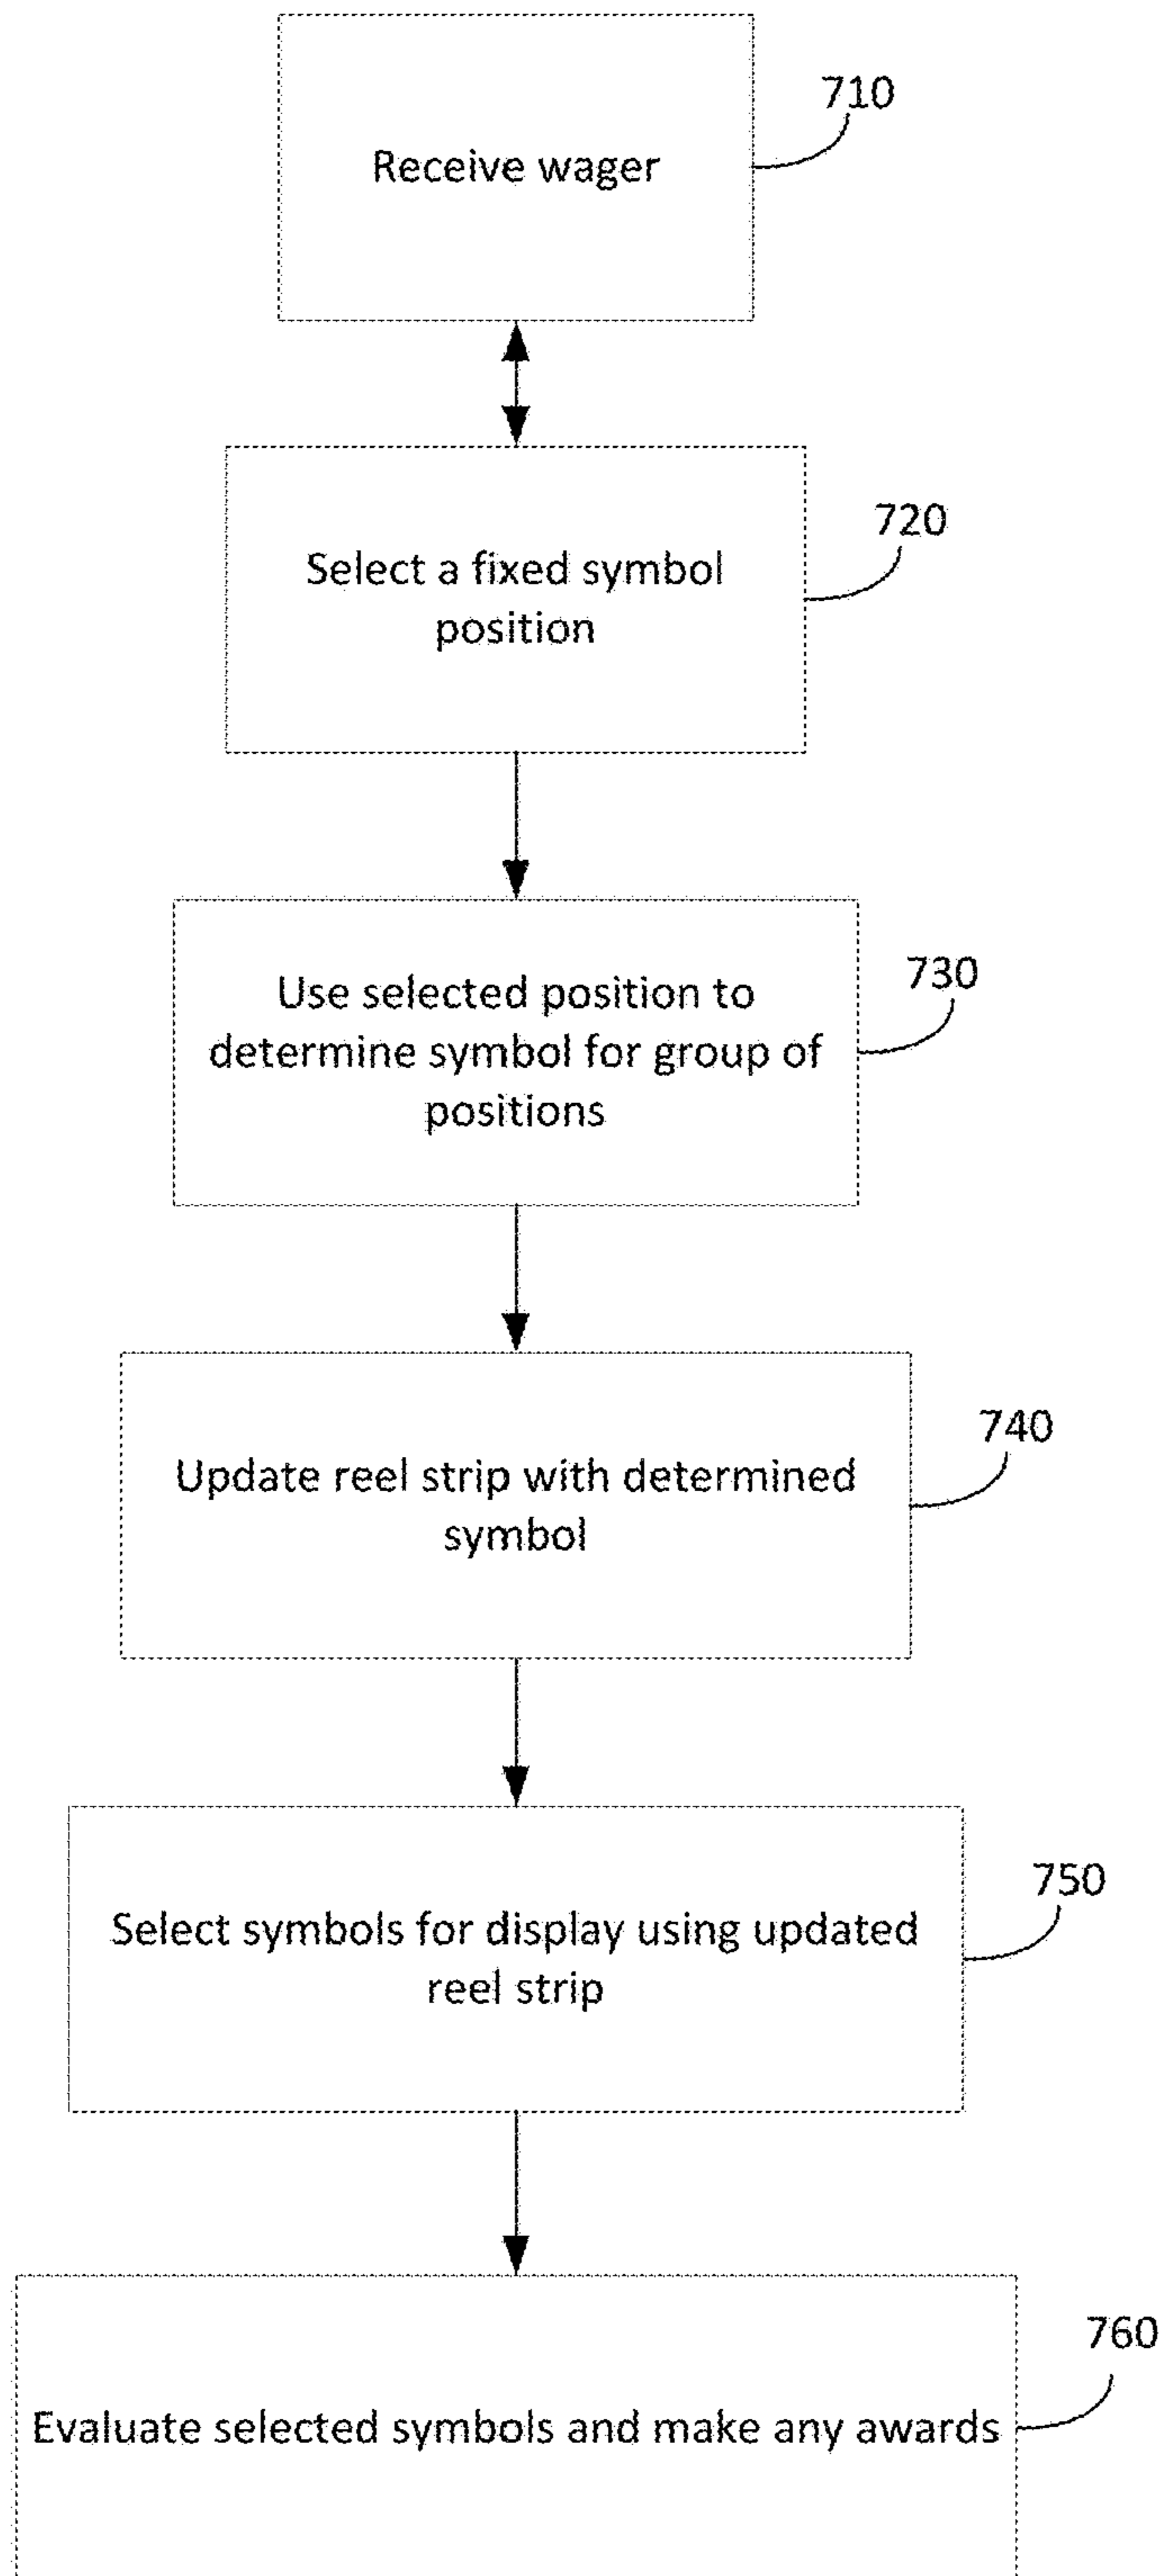 710
Receive wager
720
Select a fixed symbol
position
730
Use selected position to
determine symbol for group of
positions
740
Update reel strip with determined
symbol
750
Select symbols for display using updated
reel strip
760
Evaluate selected symbols and make any awards